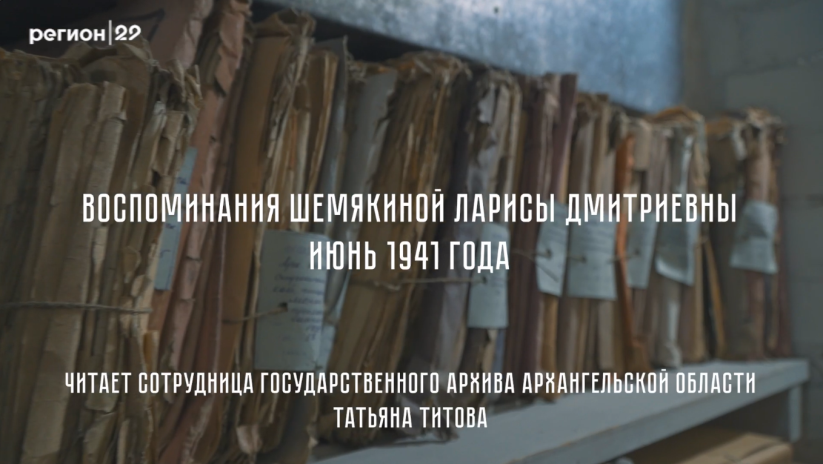 регион|29
ВОСПОМИНАНИЯ ШЕМЯКИНОЙ ЛАРИСЫ ДМИТРИЕВНЫ
ИЮНЬ 1941 ГОДА
ЧИТАЕТ СОТРУДНИЦА ГОСУДАРСТВЕННОГО АРХИВА АРХАНГЕЛЬСКОЙ ОБЛАСТИ
ТАТЬЯНА ТИТОВА